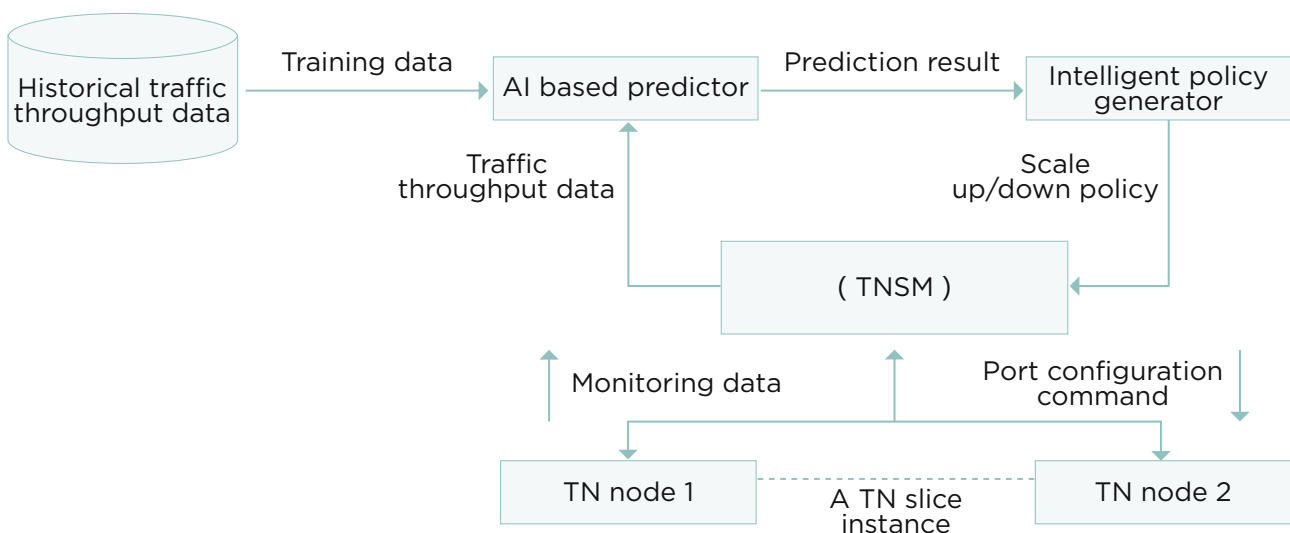 Historical traffic
throughput data
Training data
AI based predictor
Prediction result
Intelligent policy
generator
Traffic
throughput data
Scale
up/down policy
( TNSM )
Monitoring data
Port configuration
command
TN node 1
A TN slice
instance
TN node 2